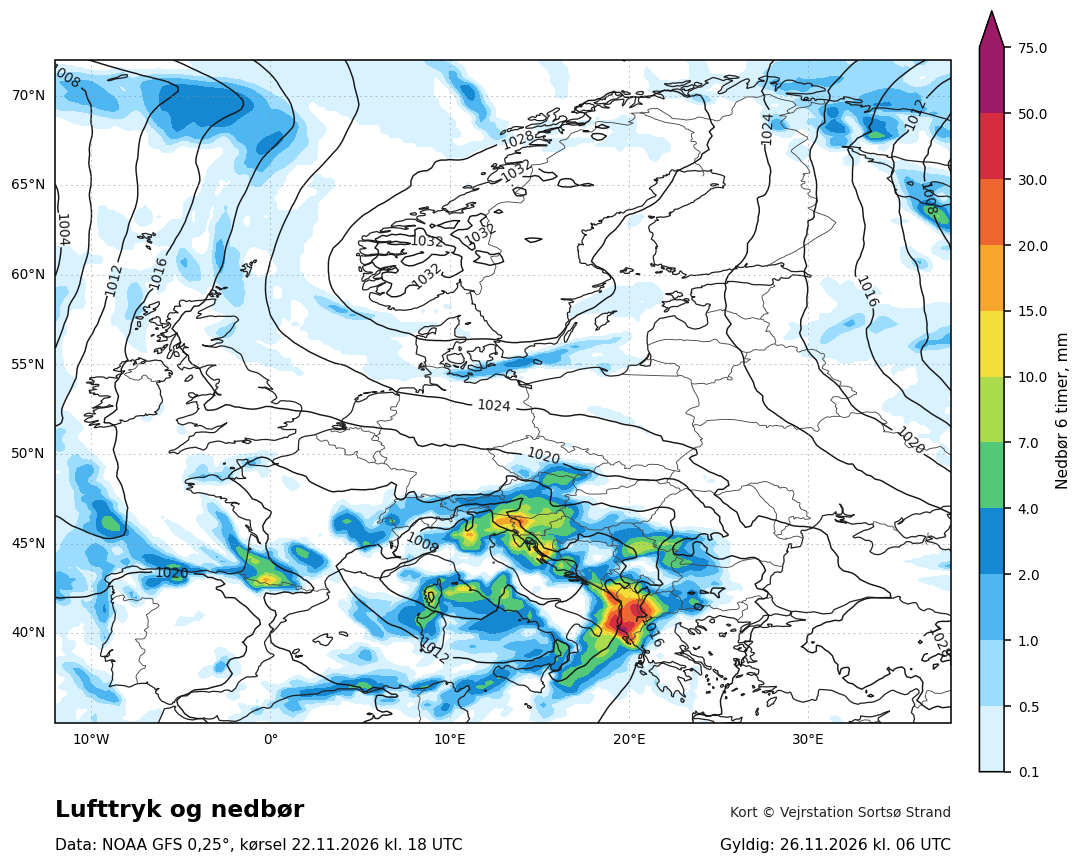 75.0
50.0
30.0
20.0
15.0
10.0
7.0
4.0
2.0
1.0
0.5
0.1
Nedbør 6 timer, mm
70°N
65°N
60°N
55°N
50°N
45°N
40°N
10°W
0°
10°E
20°E
30°E
1008
1004
1012
1016
1028
1032
1032
1032
1032
1024
1012
1008
1016
1020
1024
1020
1008
1020
1012
Lufttryk og nedbør
Kort © Vejrstation Sortsø Strand
Data: NOAA GFS 0,25°, kørsel 22.11.2026 kl. 18 UTC
Gyldig: 26.11.2026 kl. 06 UTC